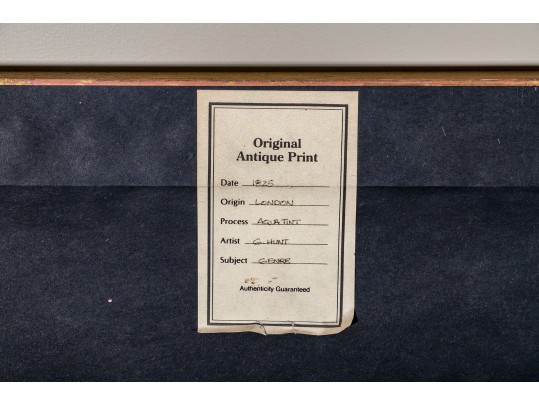 Original
Antique Print
Date 1825
Origin LONDON
Process AQUATINT
Artist G HUNT
Subject GENRE
Authenticity Guaranteed